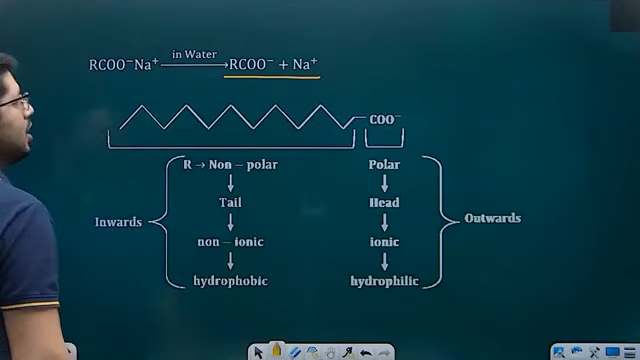 RCOO⁻Na⁺ in Water → RCOO⁻ + Na⁺
COO⁻
R → Non – polar Polar
Tail Head
Inwards Outwards
non – ionic ionic
hydrophobic hydrophilic